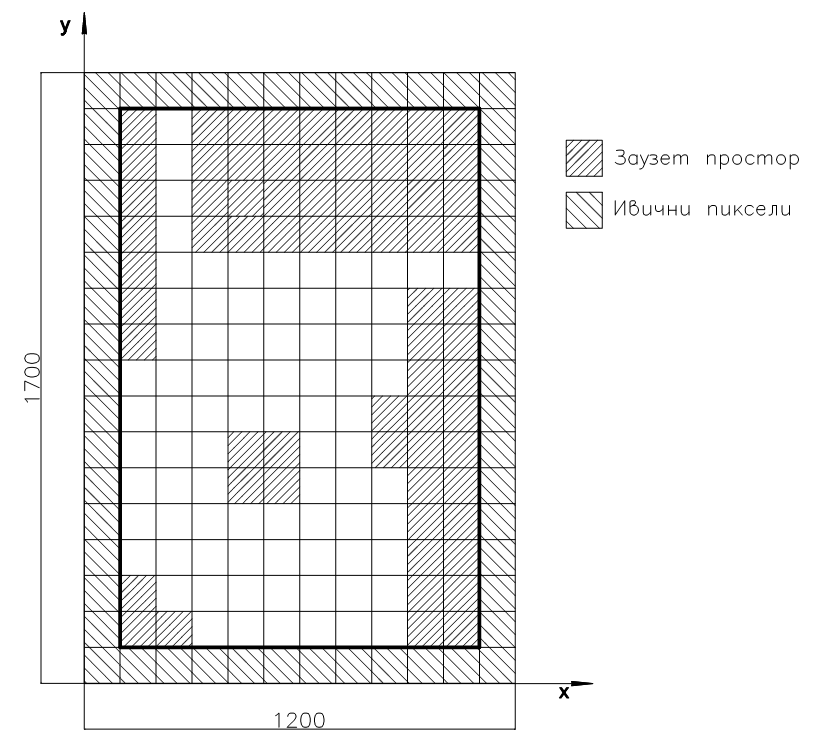 y
Заузет простор
Ивични пиксели
1700
x
1200